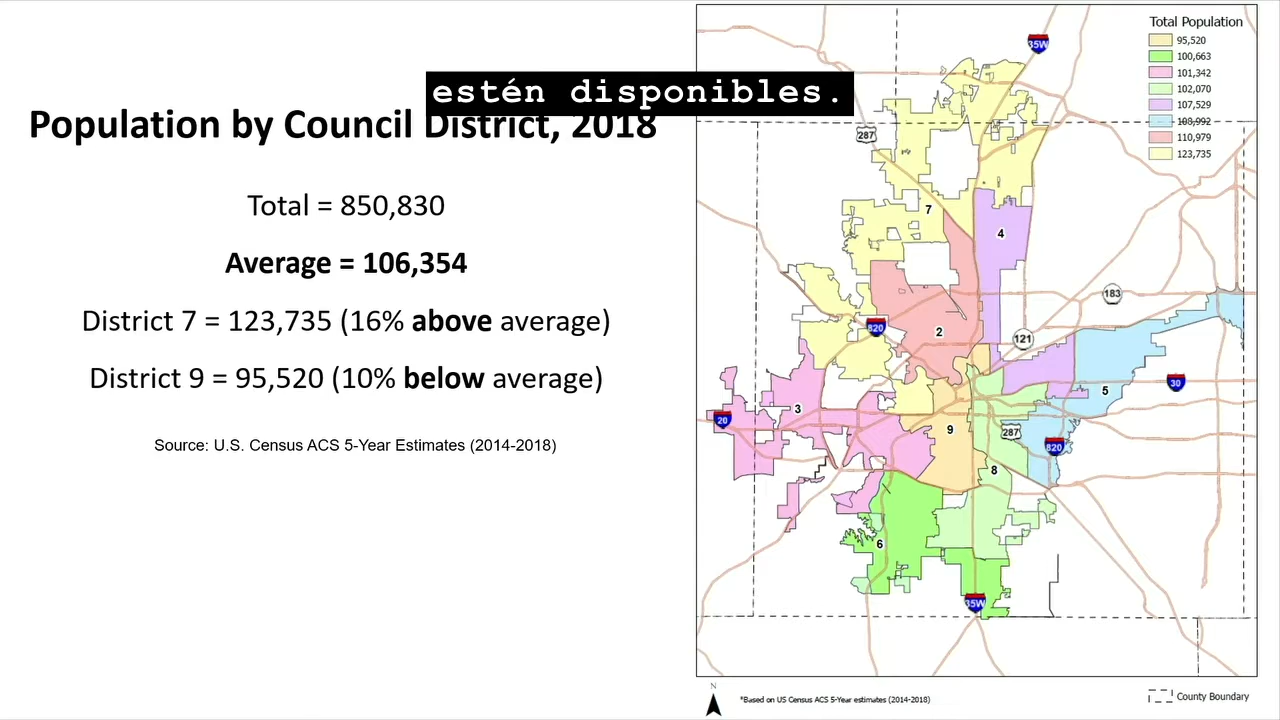 estén disponibles.
Population by Council District, 2018
Total = 850,830
Average = 106,354
District 7 = 123,735 (16% above average)
District 9 = 95,520 (10% below average)
Source: U.S. Census ACS 5-Year Estimates (2014-2018)
Total Population
95,520
100,663
101,342
102,070
107,529
108,992
110,979
123,735
35W
287
7
4
183
820
2
121
30
3
5
20
9
287
820
8
6
35W
N
*Based on US Census ACS 5-Year estimates (2014-2018)
County Boundary